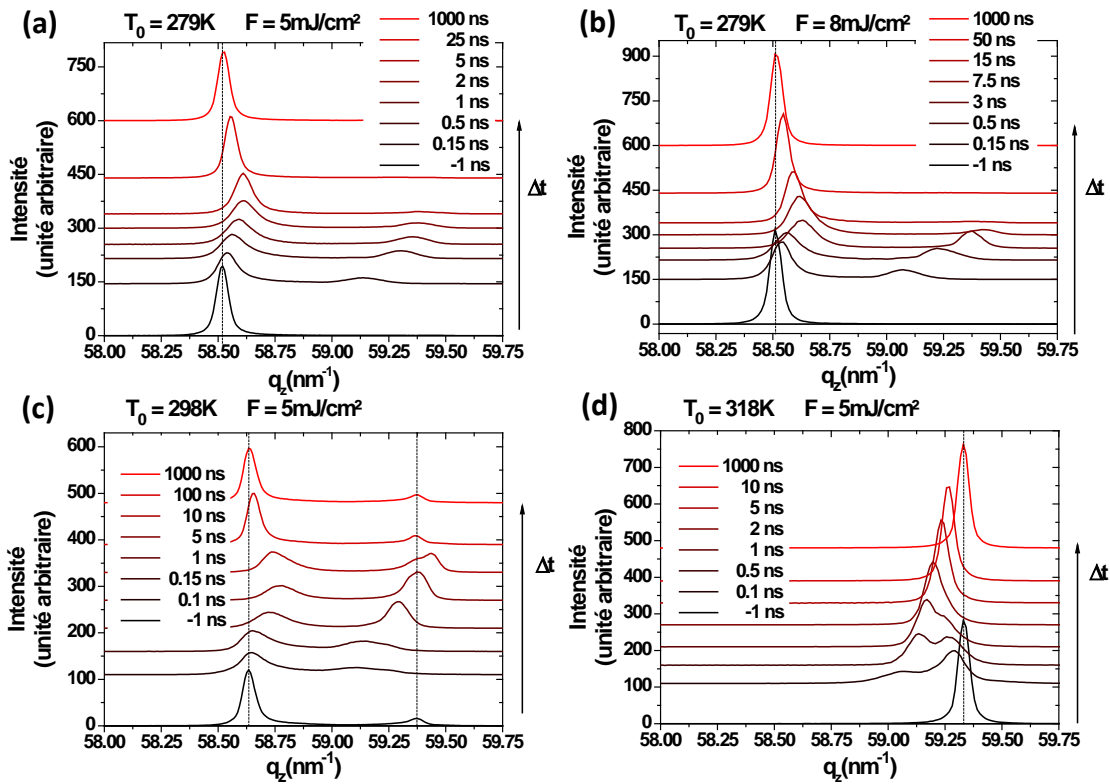 (a) T₀ = 279K F = 5mJ/cm²
1000 ns
25 ns
5 ns
2 ns
1 ns
0.5 ns
0.15 ns
-1 ns
Intensité
(unité arbitraire)
750
600
450
300
150
0
58.00 58.25 58.50 58.75 59.00 59.25 59.50 59.75
q_z(nm⁻¹)
Δt
(b) T₀ = 279K F = 8mJ/cm²
1000 ns
50 ns
15 ns
7.5 ns
3 ns
0.5 ns
0.15 ns
-1 ns
Intensité
(unité arbitraire)
900
750
600
450
300
150
0
58.00 58.25 58.50 58.75 59.00 59.25 59.50 59.75
q_z(nm⁻¹)
Δt
(c) T₀ = 298K F = 5mJ/cm²
1000 ns
100 ns
10 ns
5 ns
1 ns
0.15 ns
0.1 ns
-1 ns
Intensité
(unité arbitraire)
600
500
400
300
200
100
0
58.00 58.25 58.50 58.75 59.00 59.25 59.50 59.75
q_z(nm⁻¹)
Δt
(d) T₀ = 318K F = 5mJ/cm²
1000 ns
10 ns
5 ns
2 ns
1 ns
0.5 ns
0.1 ns
-1 ns
Intensité
(unité arbitraire)
800
700
600
500
400
300
200
100
0
58.00 58.25 58.50 58.75 59.00 59.25 59.50 59.75
q_z(nm⁻¹)
Δt